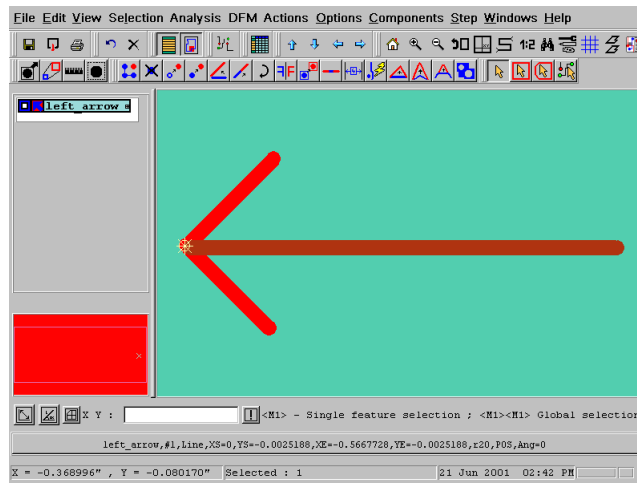 File Edit View Selection Analysis DFM Actions Options Components Step Windows Help
1:2
F
left_arrow
X Y :
! <M1> - Single feature selection ; <M1><M1> Global selection
left_arrow,#1,Line,XS=0,YS=-0.0025188,XE=-0.5667728,YE=-0.0025188,r20,POS,Ang=0
X = -0.368996" , Y = -0.080170" Selected : 1 21 Jun 2001 02:42 PM